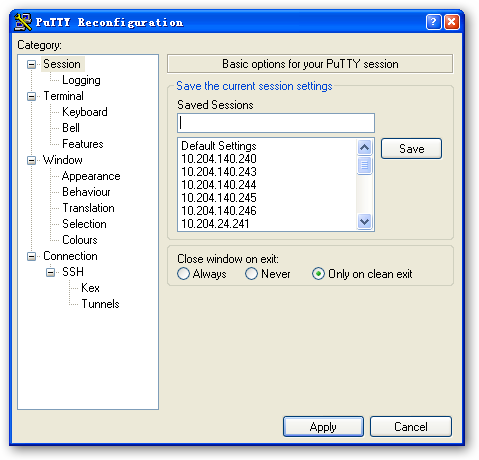 PuTTY Reconfiguration
Category:
Session
Logging
Terminal
Keyboard
Bell
Features
Window
Appearance
Behaviour
Translation
Selection
Colours
Connection
SSH
Kex
Tunnels
Basic options for your PuTTY session
Save the current session settings
Saved Sessions
Default Settings
10.204.140.240
10.204.140.243
10.204.140.244
10.204.140.245
10.204.140.246
10.204.24.241
Save
Close window on exit:
Always Never Only on clean exit
Apply Cancel